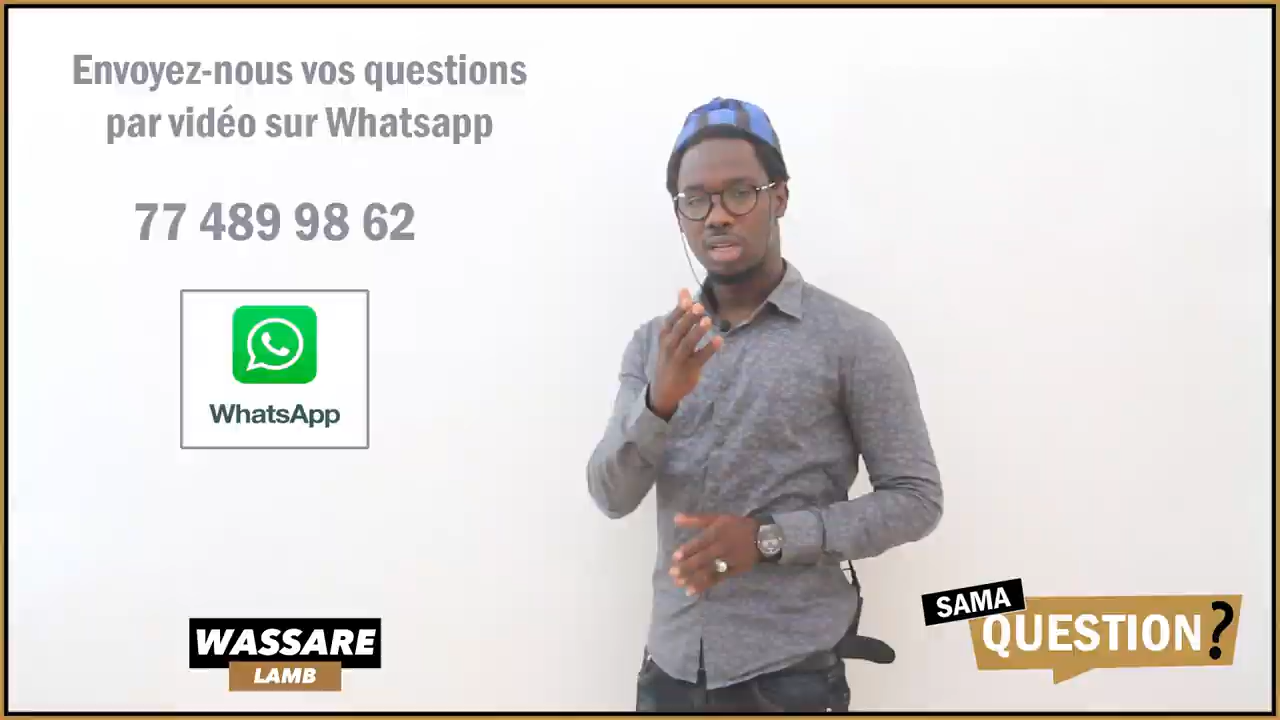 Envoyez-nous vos questions
par vidéo sur Whatsapp
77 489 98 62
WhatsApp
WASSARE
LAMB
SAMA
QUESTION?